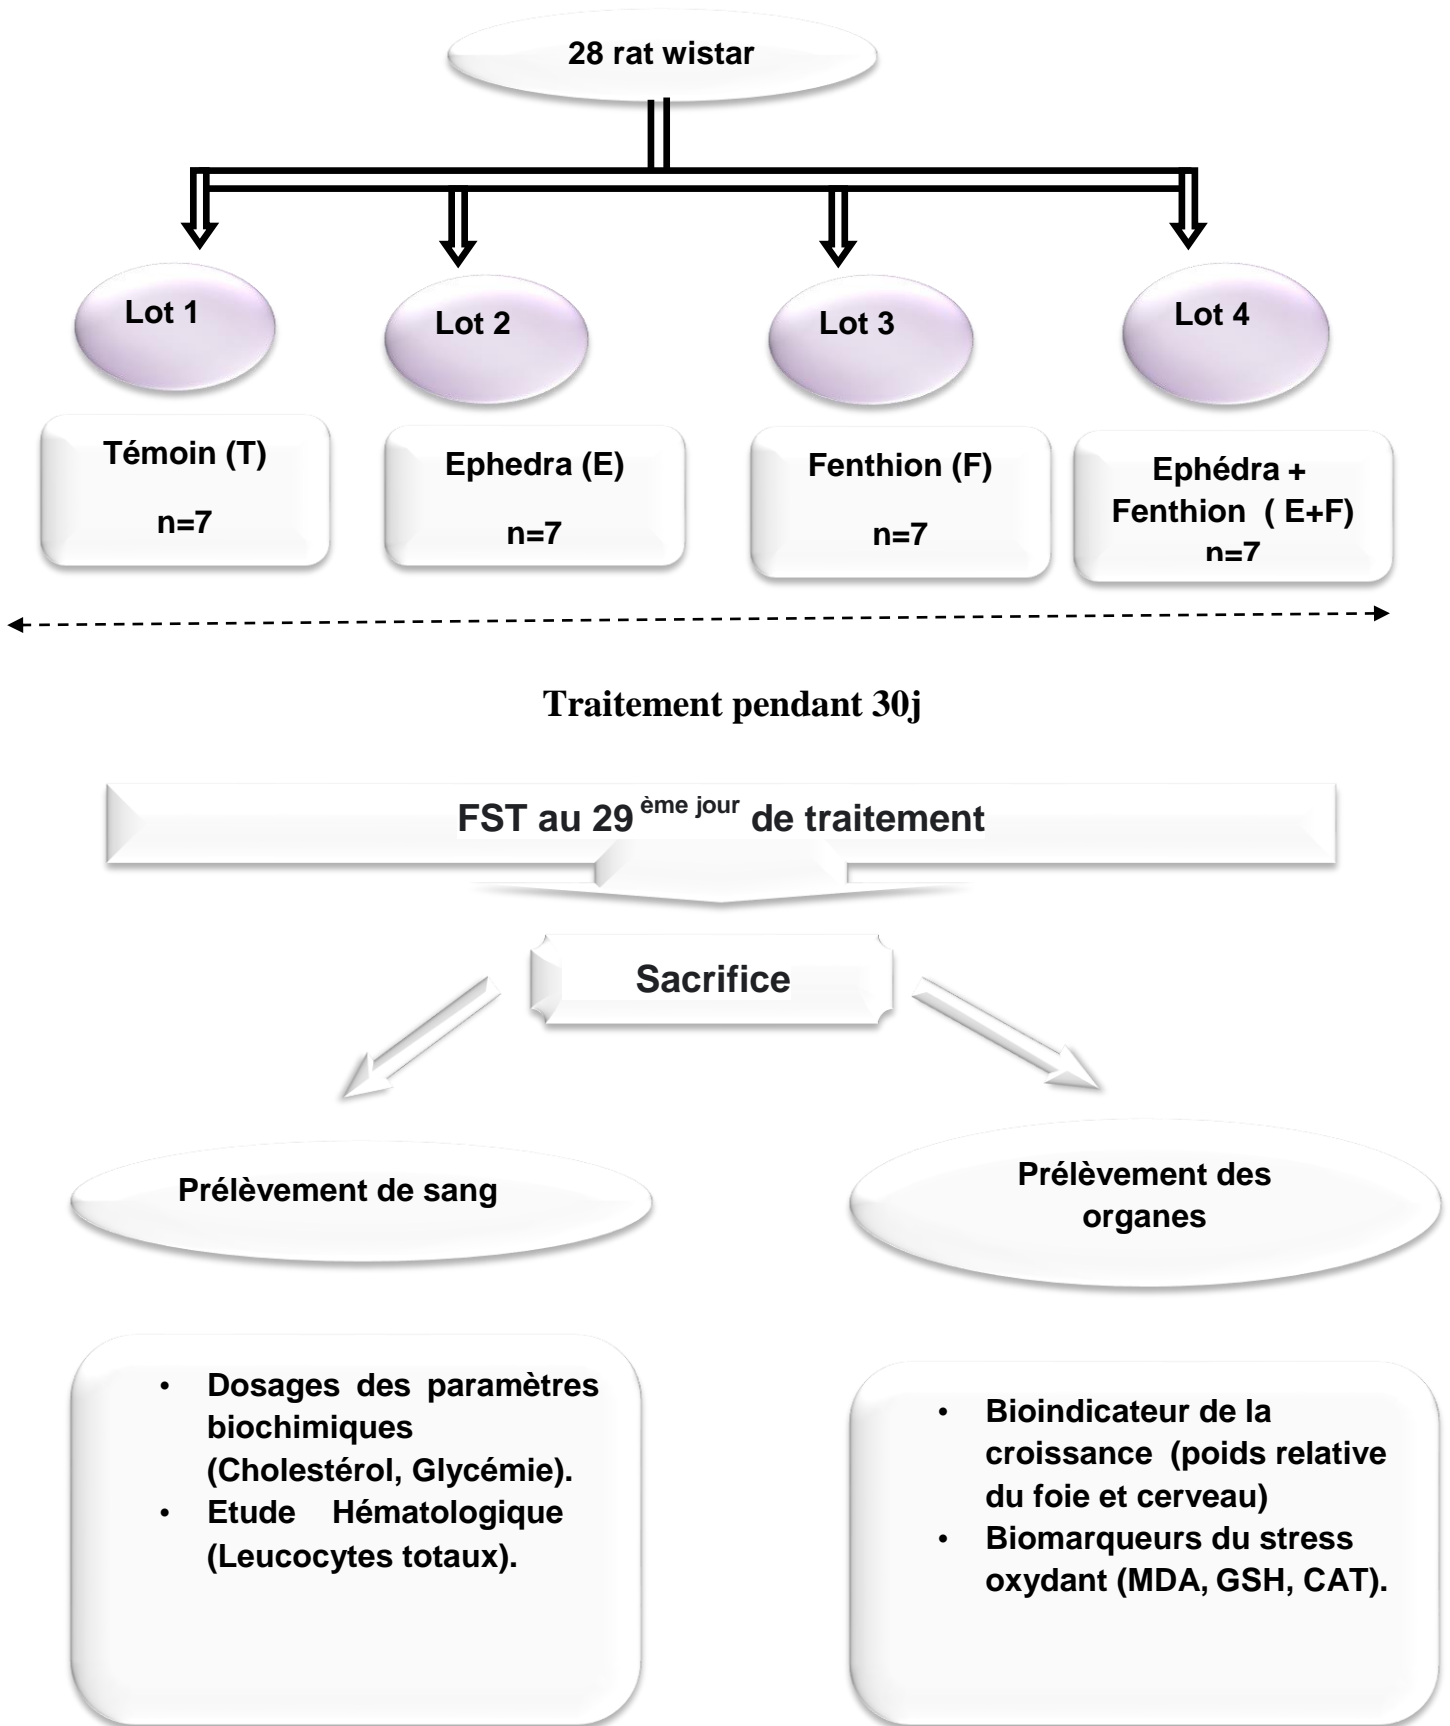 28 rat wistar
Lot 1
Lot 2
Lot 3
Lot 4
Témoin (T)
n=7
Ephedra (E)
n=7
Fenthion (F)
n=7
Ephédra +
Fenthion ( E+F)
n=7
Traitement pendant 30j
FST au 29 ème jour de traitement
Sacrifice
Prélèvement de sang
Prélèvement des
organes
• Dosages des paramètres
biochimiques
(Cholestérol, Glycémie).
• Etude Hématologique
(Leucocytes totaux).
• Bioindicateur de la
croissance (poids relative
du foie et cerveau)
• Biomarqueurs du stress
oxydant (MDA, GSH, CAT).